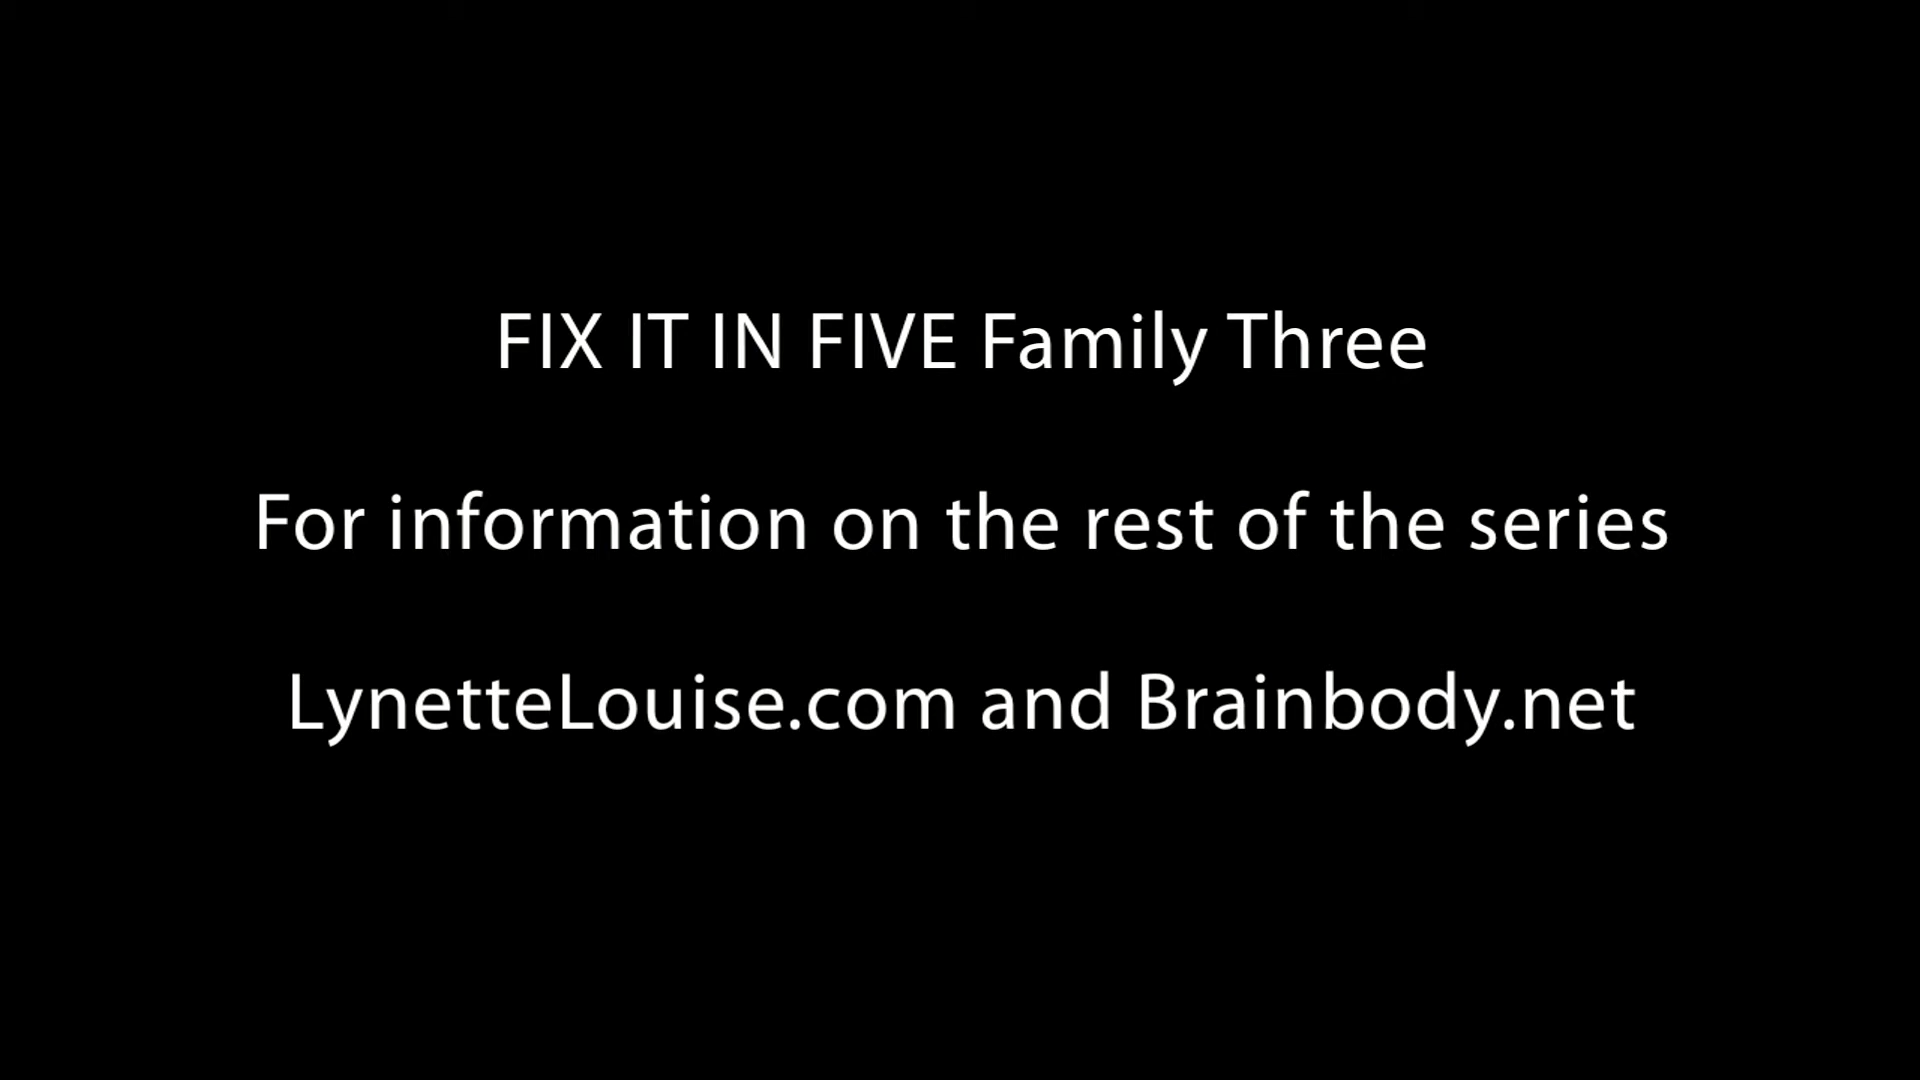 FIX IT IN FIVE Family Three
For information on the rest of the series
LynetteLouise.com and Brainbody.net